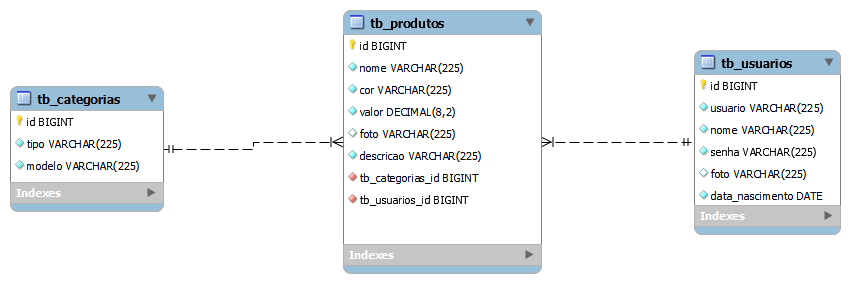 tb_categorias
id BIGINT
tipo VARCHAR(225)
modelo VARCHAR(225)
Indexes
tb_produtos
id BIGINT
nome VARCHAR(225)
cor VARCHAR(225)
valor DECIMAL(8,2)
foto VARCHAR(225)
descricao VARCHAR(225)
tb_categorias_id BIGINT
tb_usuarios_id BIGINT
Indexes
tb_usuarios
id BIGINT
usuario VARCHAR(225)
nome VARCHAR(225)
senha VARCHAR(225)
foto VARCHAR(225)
data_nascimento DATE
Indexes